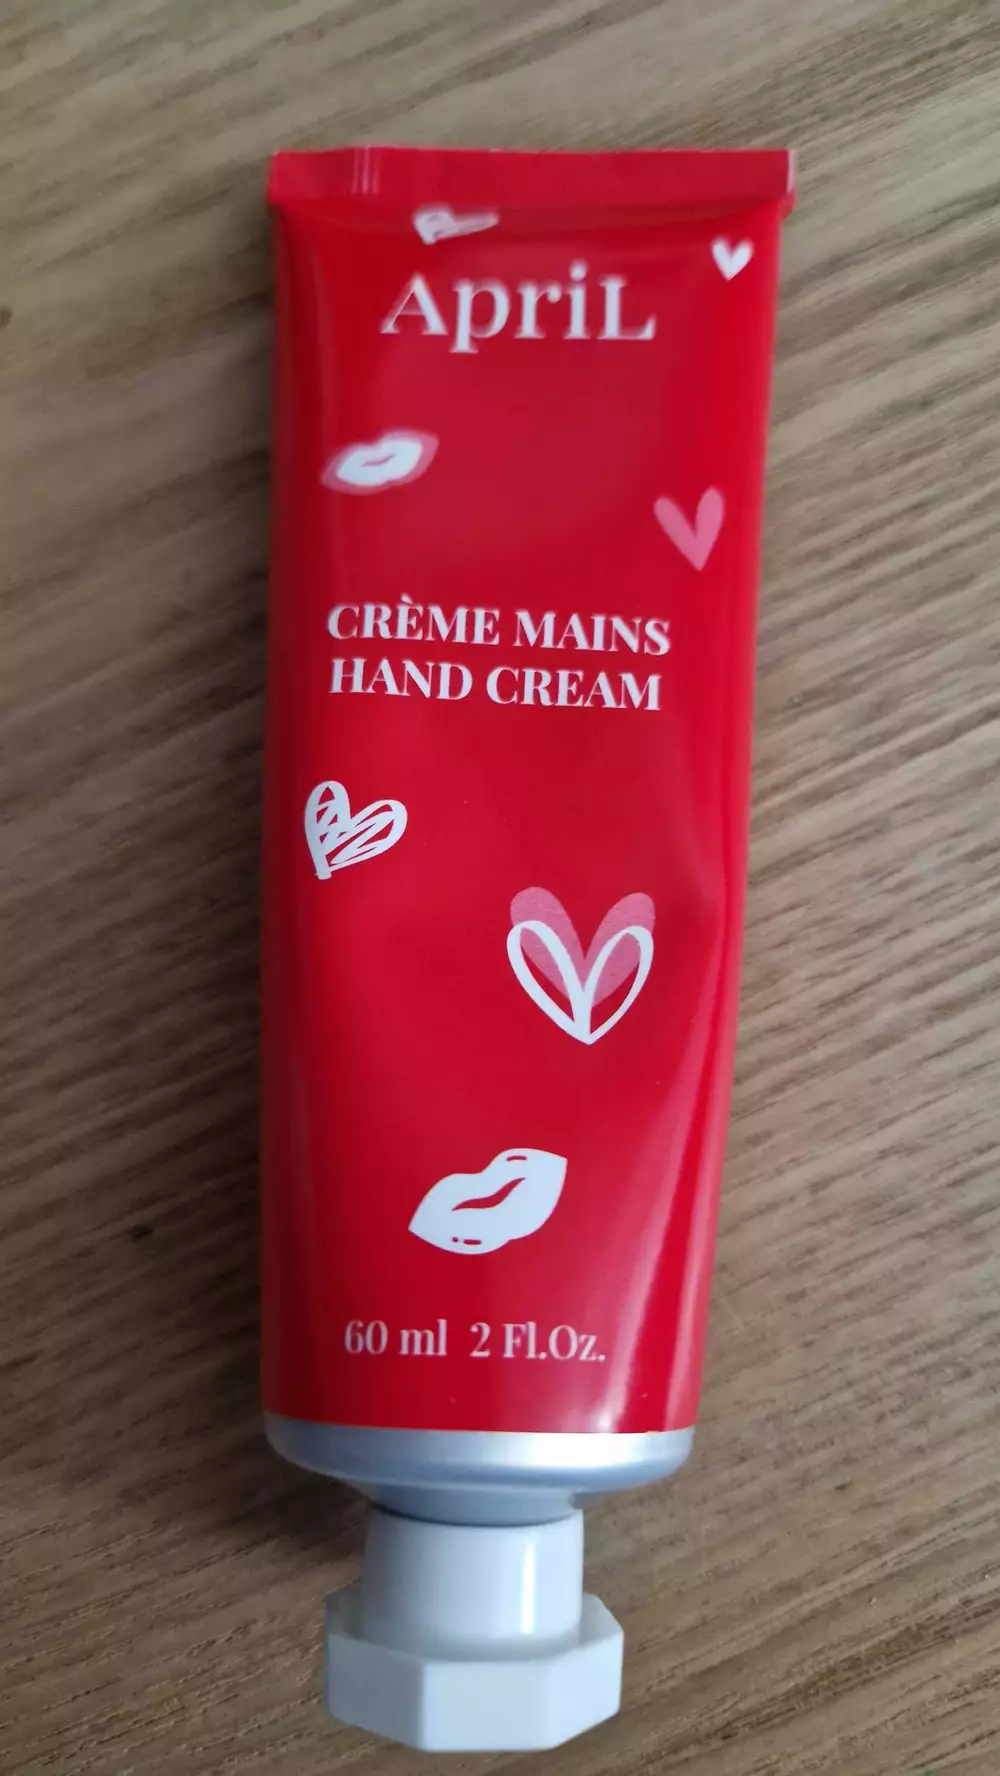 ApriL
CRÈME MAINS
HAND CREAM
60 ml 2 Fl.Oz.